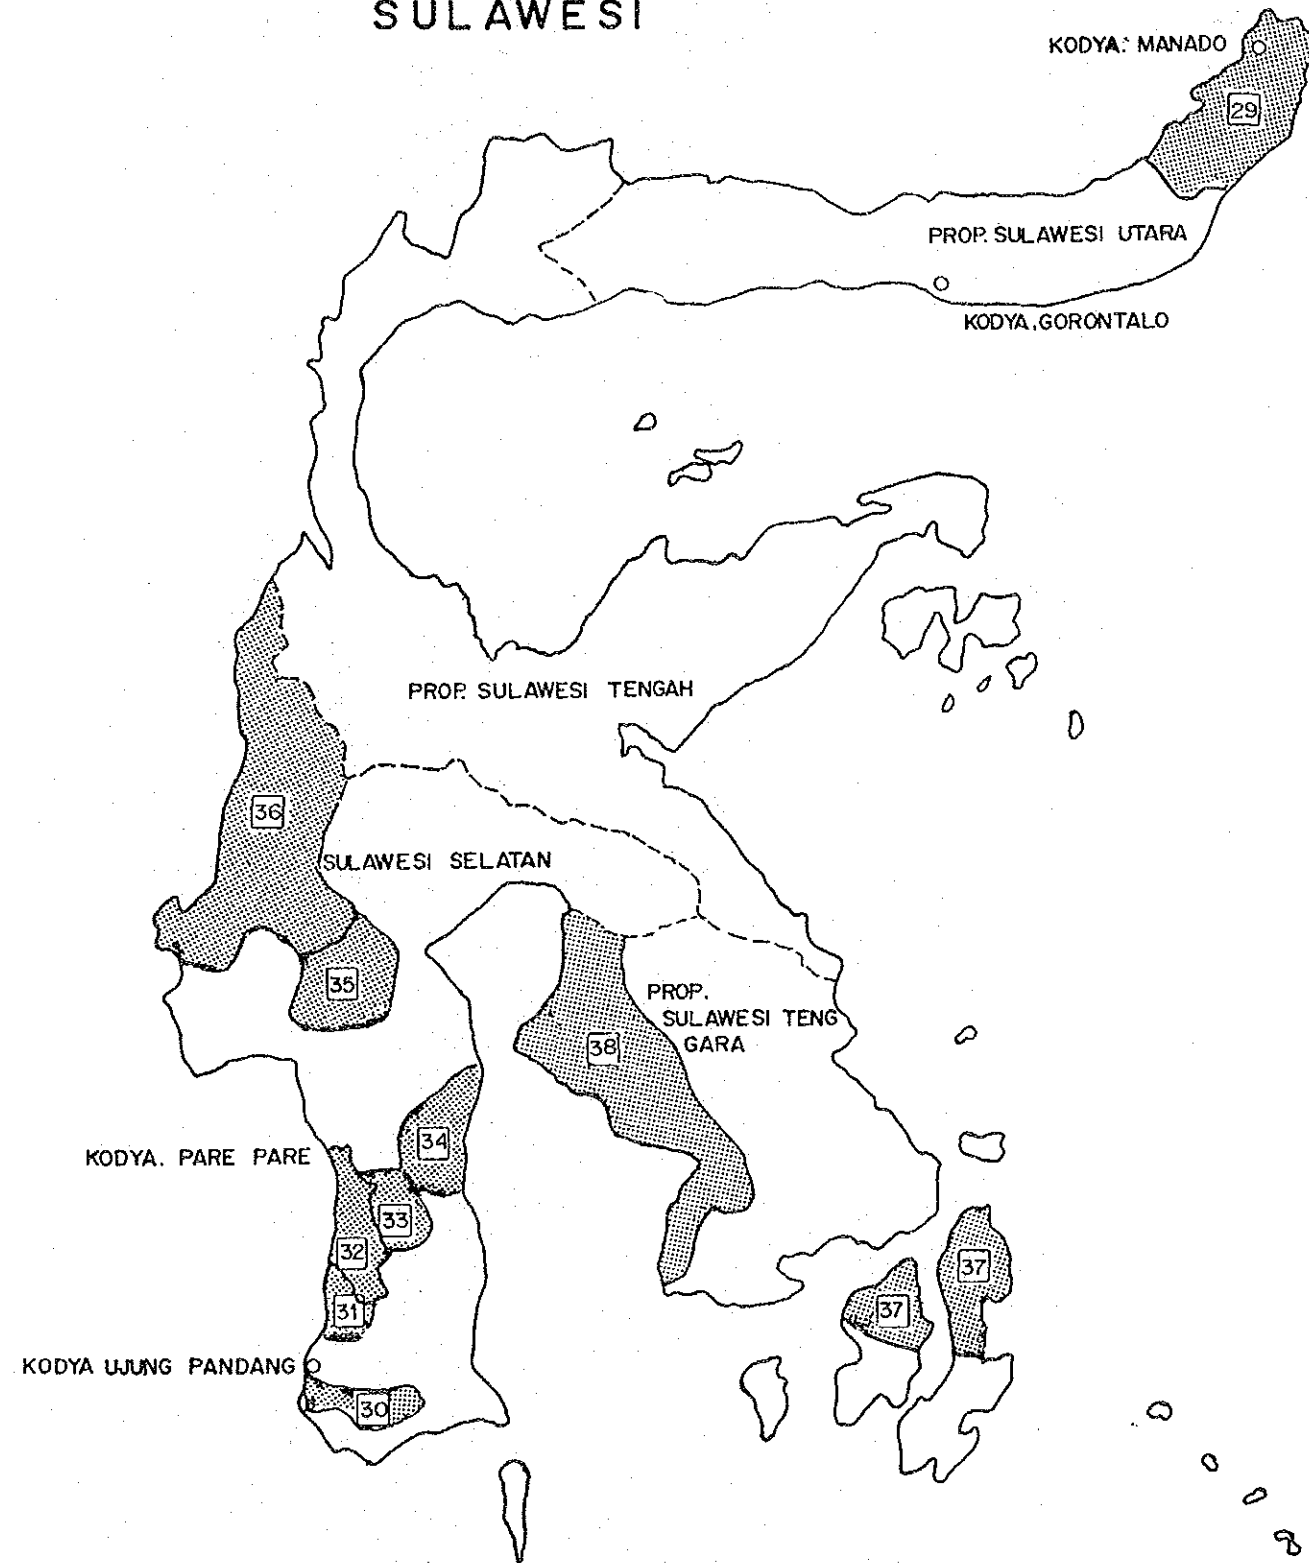 SULAWESI
KODYA. MANADO
29
PROP. SULAWESI UTARA
KODYA. GORONTALO
PROP. SULAWESI TENGAH
36
SULAWESI SELATAN
35
PROP.
SULAWESI TENG
GARA
38
34
KODYA. PARE PARE
33
32
37
37
31
KODYA UJUNG PANDANG
30